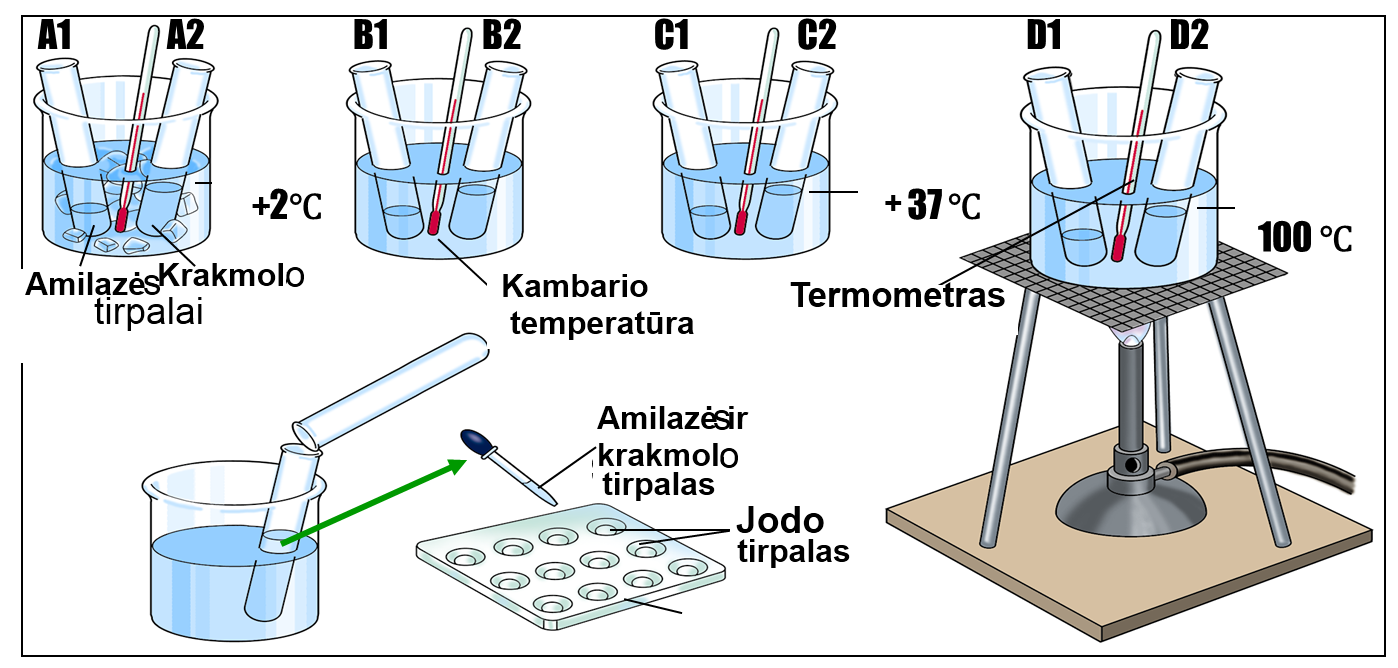 A1 A2 B1 B2 C1 C2 D1 D2
+2°C
+ 37 °C
100 °C
Amilazės Krakmolo
tirpalai
Kambario
temperatūra
Termometras
Amilazės ir
krakmolo
tirpalas
Jodo
tirpalas